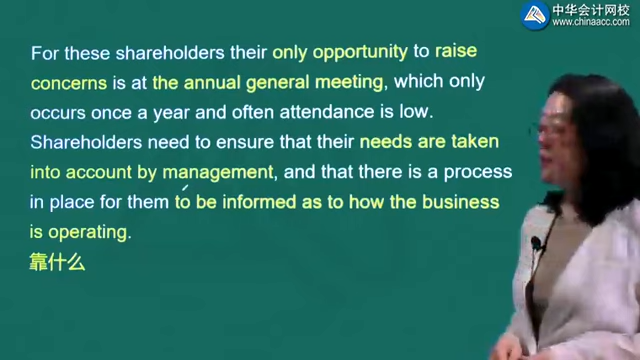 中华会计网校
www.chinaacc.com
For these shareholders their only opportunity to raise
concerns is at the annual general meeting, which only
occurs once a year and often attendance is low.
Shareholders need to ensure that their needs are taken
into account by management, and that there is a process
in place for them to be informed as to how the business
is operating.
靠什么